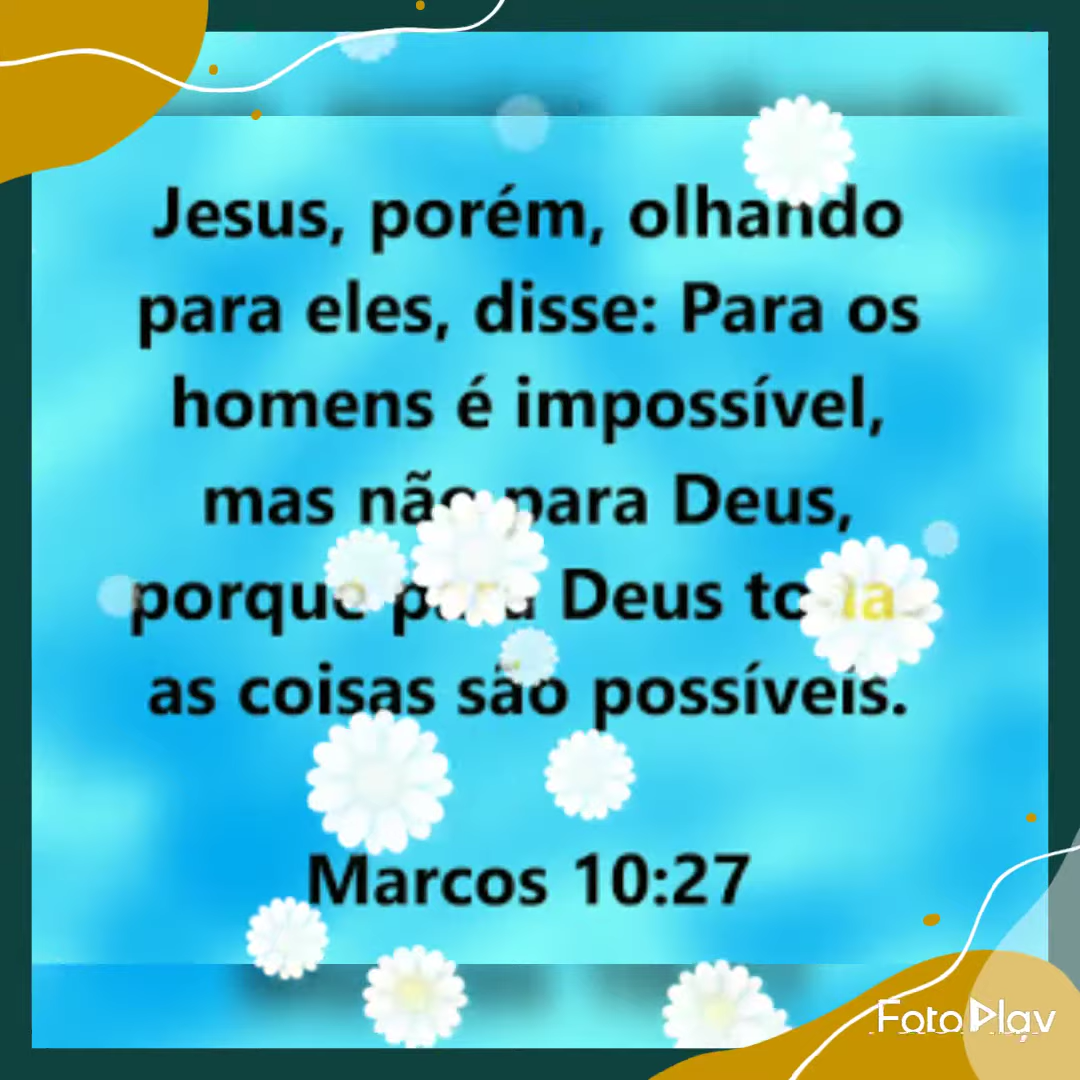 Jesus, porém, olhando
para eles, disse: Para os
homens é impossível,
mas não para Deus,
porque para Deus todas
as coisas são possíveis.
Marcos 10:27
FotoPlay